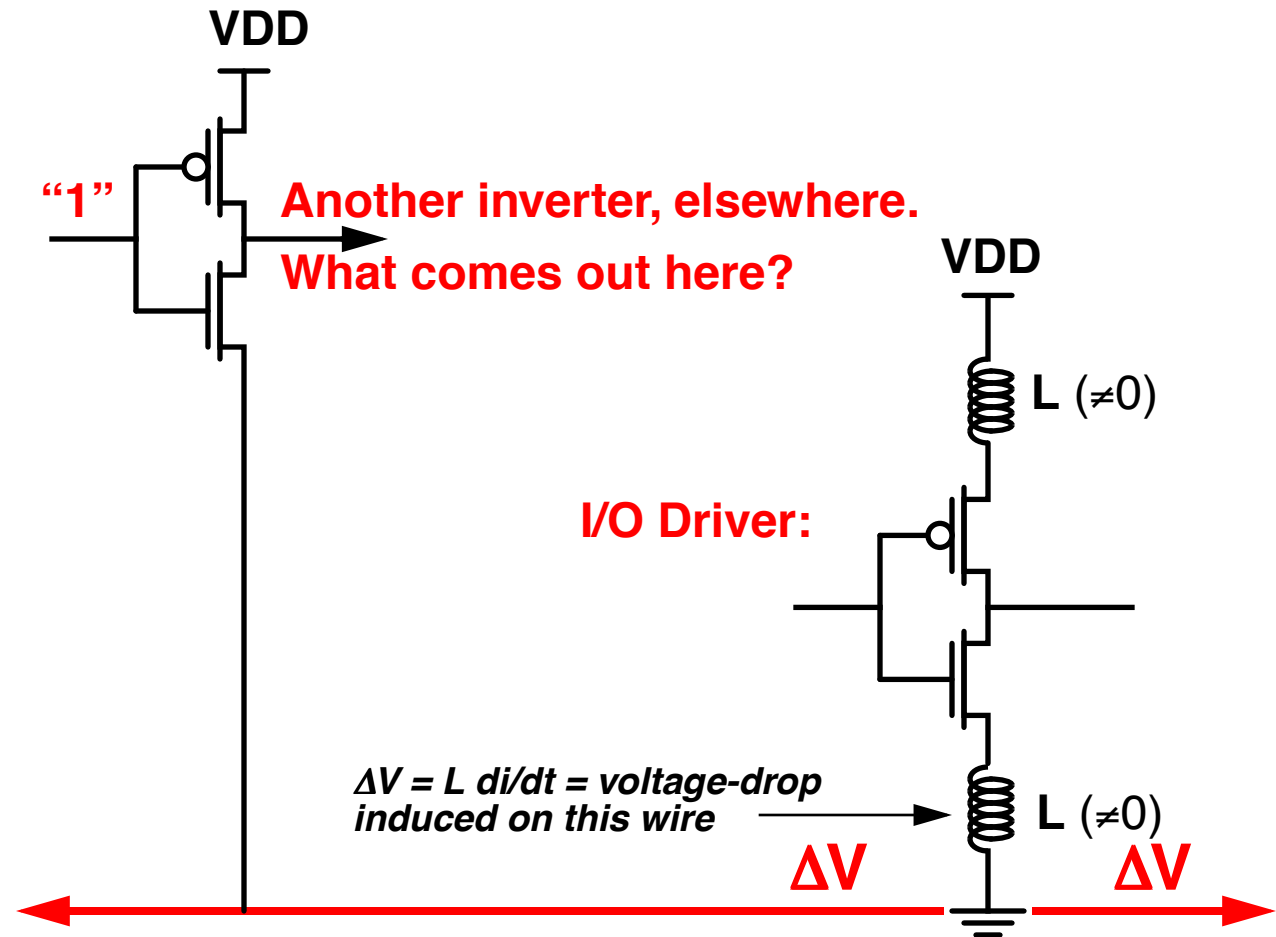 VDD
“1”
Another inverter, elsewhere.
What comes out here?
VDD
L (≠0)
I/O Driver:
ΔV = L di/dt = voltage-drop
induced on this wire
L (≠0)
ΔV
ΔV